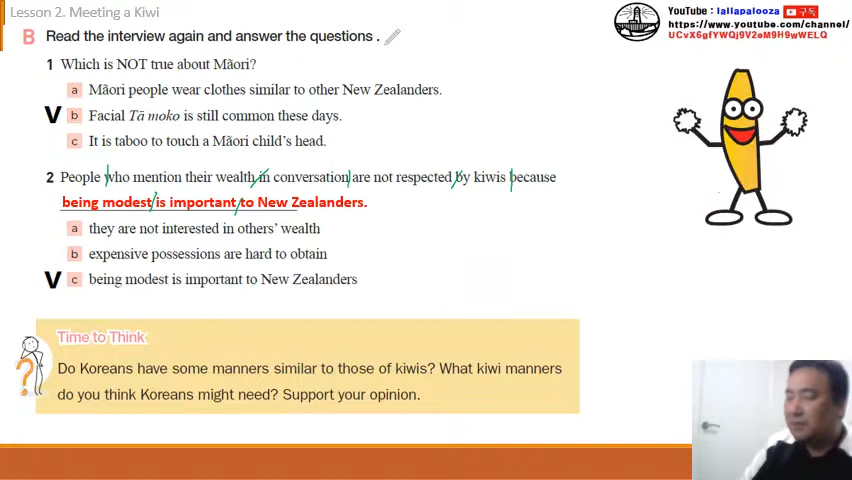 Lesson 2. Meeting a Kiwi
YouTube : lallapalooza 구독
https://www.youtube.com/channel/
UCvX6gfYWQj9V2eM9H9wWELQ
B Read the interview again and answer the questions .
1 Which is NOT true about Māori?
a Māori people wear clothes similar to other New Zealanders.
V b Facial Tā moko is still common these days.
c It is taboo to touch a Māori child's head.
2 People who mention their wealth in conversation are not respected by kiwis because
being modest is important to New Zealanders.
a they are not interested in others' wealth
b expensive possessions are hard to obtain
V c being modest is important to New Zealanders
Time to Think
Do Koreans have some manners similar to those of kiwis? What kiwi manners
do you think Koreans might need? Support your opinion.